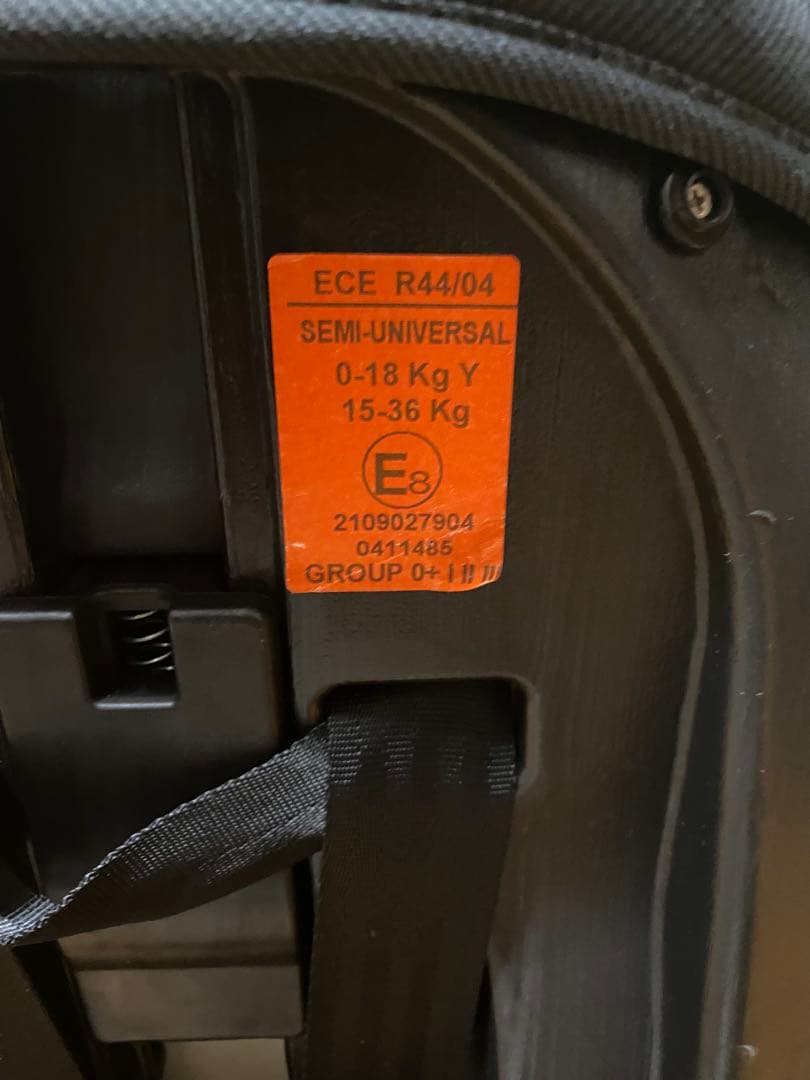 ECE R44/04
SEMI-UNIVERSAL
0-18 Kg Y
15-36 Kg
E8
2109027904
0411485
GROUP 0+ I II III